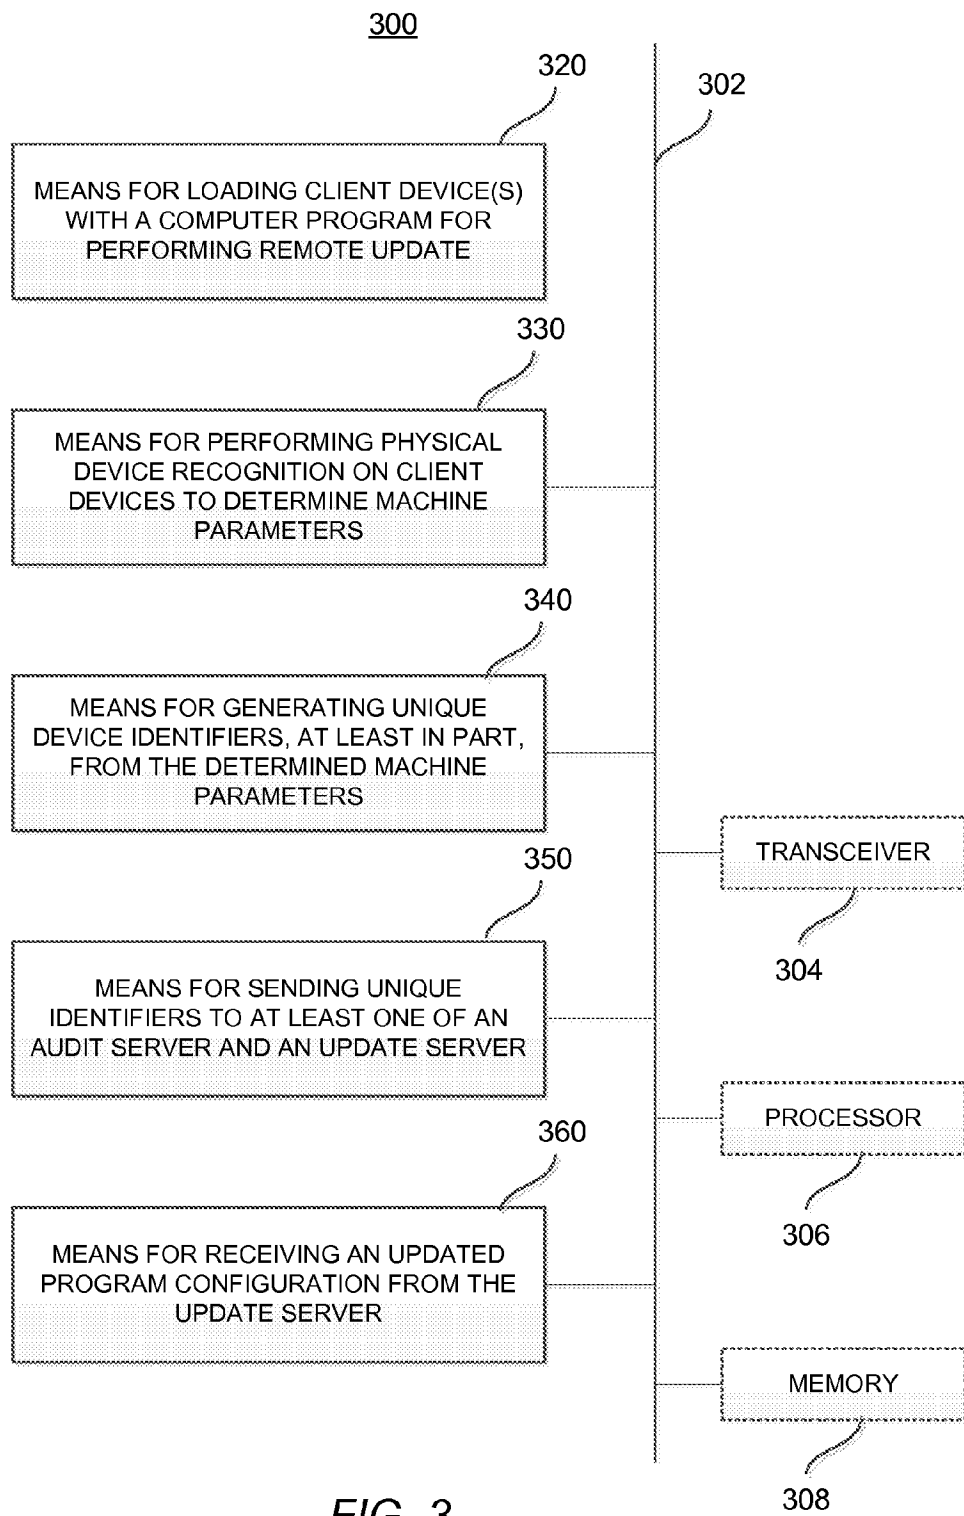 300
320
302
MEANS FOR LOADING CLIENT DEVICE(S)
WITH A COMPUTER PROGRAM FOR
PERFORMING REMOTE UPDATE
330
MEANS FOR PERFORMING PHYSICAL
DEVICE RECOGNITION ON CLIENT
DEVICES TO DETERMINE MACHINE
PARAMETERS
340
MEANS FOR GENERATING UNIQUE
DEVICE IDENTIFIERS, AT LEAST IN PART,
FROM THE DETERMINED MACHINE
PARAMETERS
TRANSCEIVER
304
350
MEANS FOR SENDING UNIQUE
IDENTIFIERS TO AT LEAST ONE OF AN
AUDIT SERVER AND AN UPDATE SERVER
PROCESSOR
306
360
MEANS FOR RECEIVING AN UPDATED
PROGRAM CONFIGURATION FROM THE
UPDATE SERVER
MEMORY
308
FIG. 3